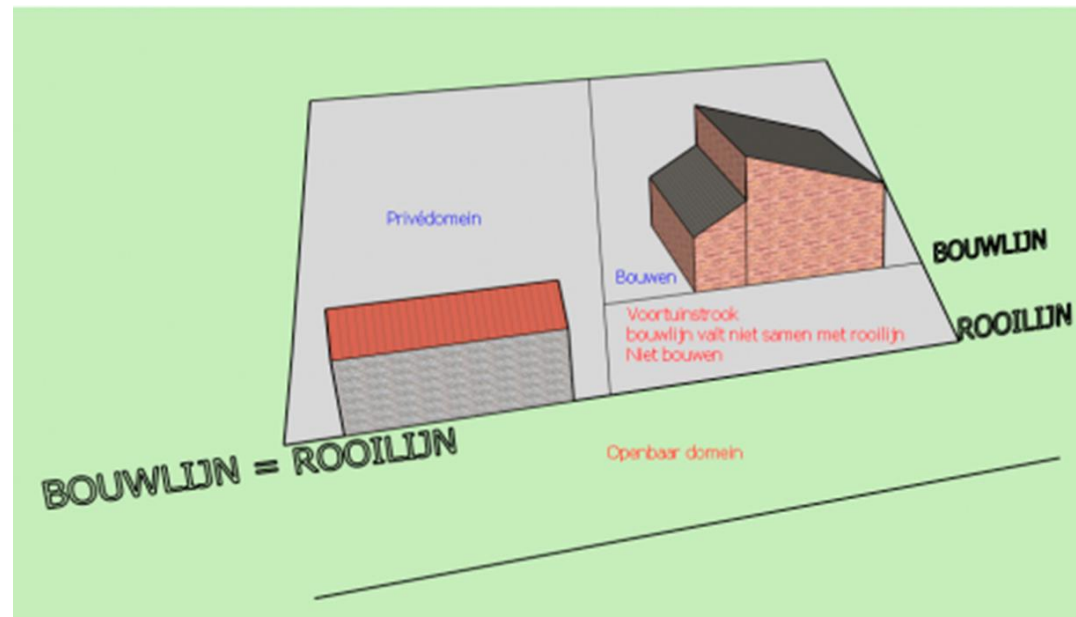 Privédomein
BOUWLIJN
Bouwen
Voortuinstrook
bouwlijn valt niet samen met rooilijn
Niet bouwen
ROOILIJN
BOUWLIJN = ROOILIJN
Openbaar domein